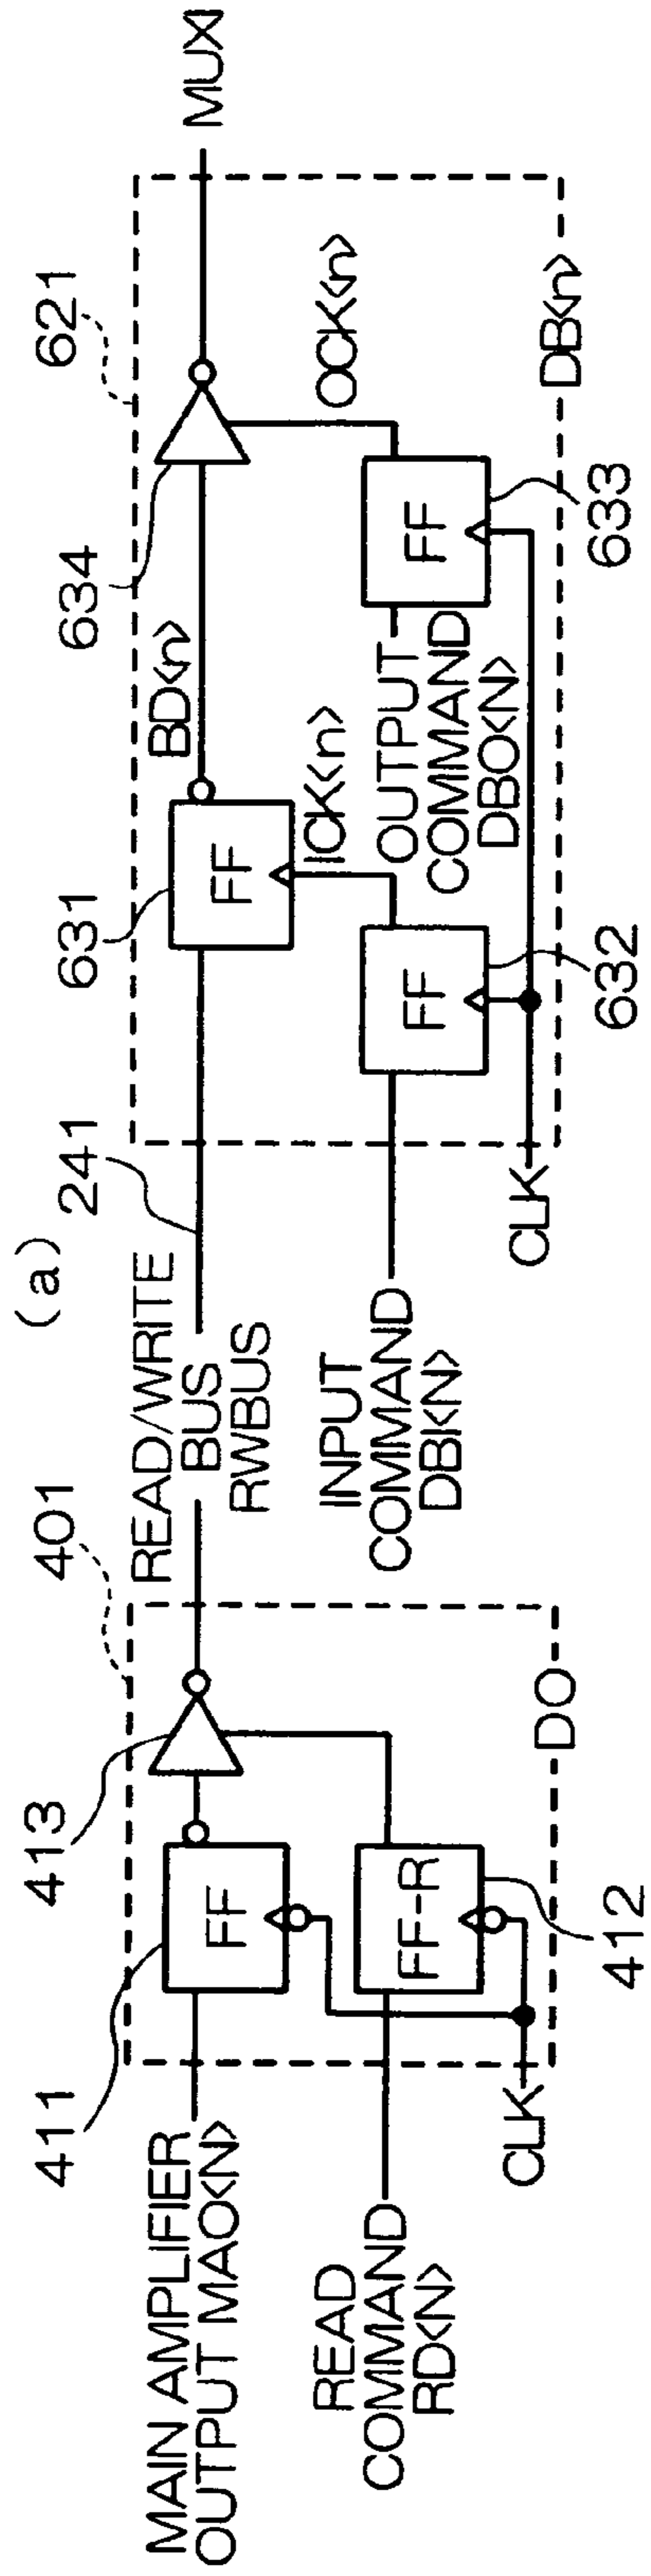 (a)
MAIN AMPLIFIER
OUTPUT MAO<N>
READ
COMMAND
RD<N>
CLK
411
413
401
FF
FF-R
412
DO
READ/WRITE
BUS
RWBUS
241
INPUT
COMMAND
DBI<N>
CLK
631
634
621
FF
BD<n>
ICK<n>
FF
632
OUTPUT
COMMAND
DBO<N>
FF
633
OCK<n>
DB<n>
MUX